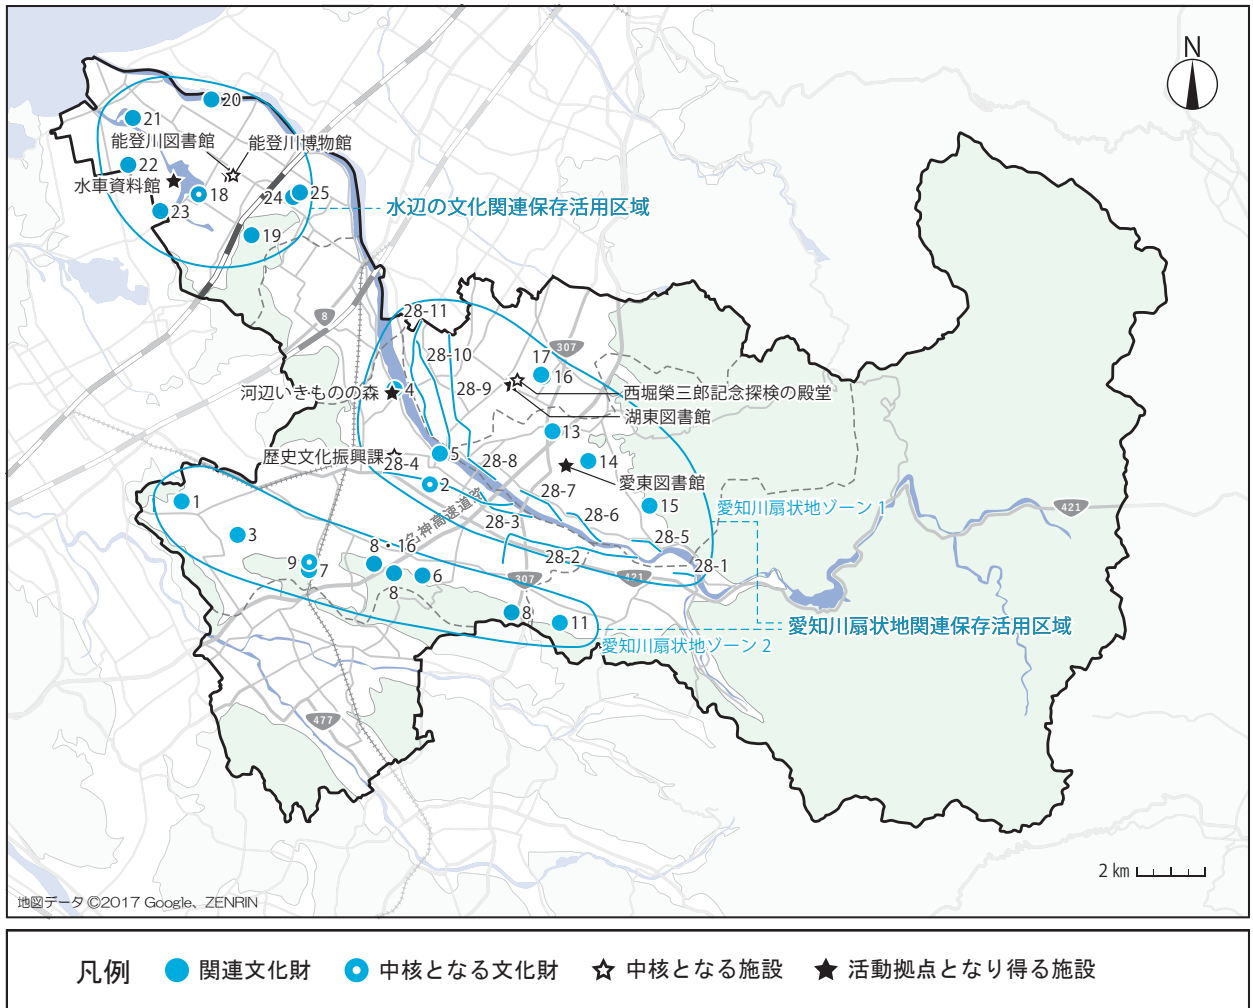 N
20
21
能登川図書館
能登川博物館
22
水車資料館
18
24
25
23
水辺の文化関連保存活用区域
19
8
28-11
28-10
17
307
28-9
16
河辺いきものの森
4
西堀榮三郎記念探検の殿堂
湖東図書館
13
歴史文化振興課
28-4
5
28-8
14
2
愛東図書館
28-7
1
名神高速道路
15
愛知川扇状地ゾーン 1
421
28-3
28-6
3
28-5
8・16
28-2
9
7
28-1
6
307
421
8
8
11
愛知川扇状地関連保存活用区域
愛知川扇状地ゾーン 2
477
2 km
地図データ ©2017 Google、ZENRIN
凡例
関連文化財
中核となる文化財
中核となる施設
活動拠点となり得る施設